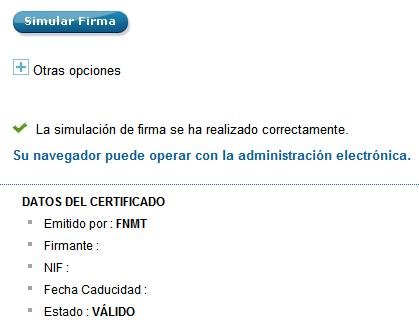 Simular Firma
Otras opciones
La simulación de firma se ha realizado correctamente.
Su navegador puede operar con la administración electrónica.
DATOS DEL CERTIFICADO
Emitido por : FNMT
Firmante :
NIF :
Fecha Caducidad :
Estado : VÁLIDO